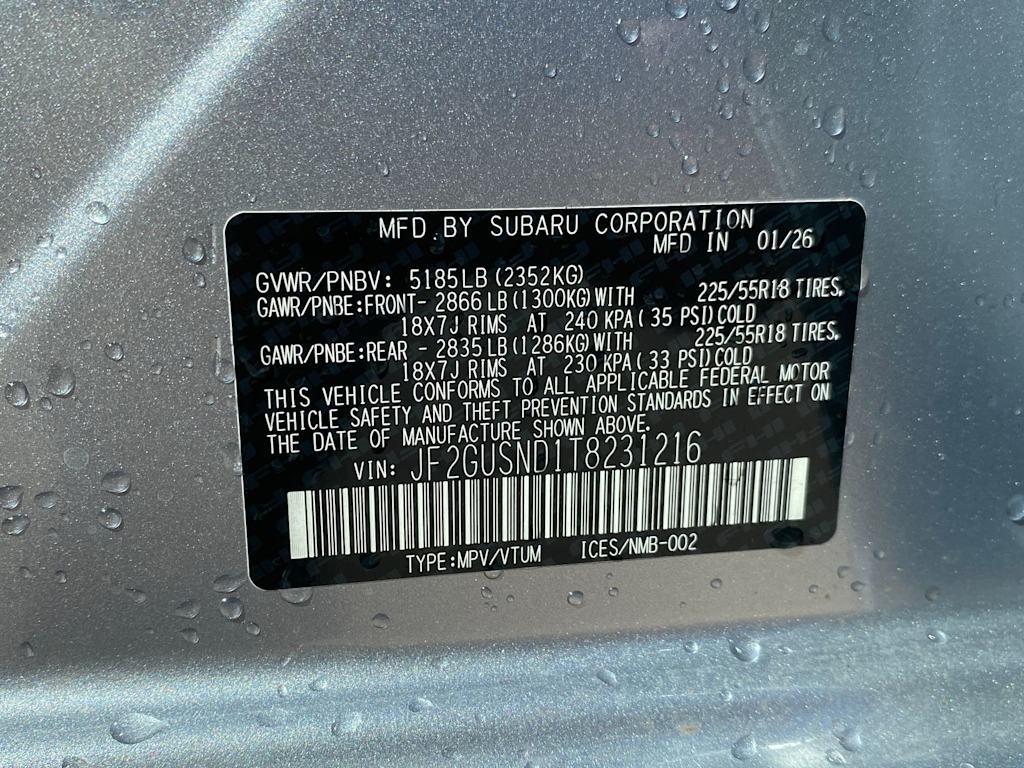 MFD BY SUBARU CORPORATION
MFD IN 01/26
GVWR/PNBV: 5185LB (2352KG)
GAWR/PNBE:FRONT- 2866 LB (1300KG) WITH 225/55R18 TIRES,
18X7J RIMS AT 240 KPA ( 35 PSI) COLD
GAWR/PNBE:REAR - 2835 LB (1286KG) WITH 225/55R18 TIRES,
18X7J RIMS AT 230 KPA ( 33 PSI) COLD
THIS VEHICLE CONFORMS TO ALL APPLICABLE FEDERAL MOTOR
VEHICLE SAFETY AND THEFT PREVENTION STANDARDS IN EFFECT ON
THE DATE OF MANUFACTURE SHOWN ABOVE.
VIN: JF2GUSND1T8231216
TYPE:MPV/VTUM ICES/NMB-002